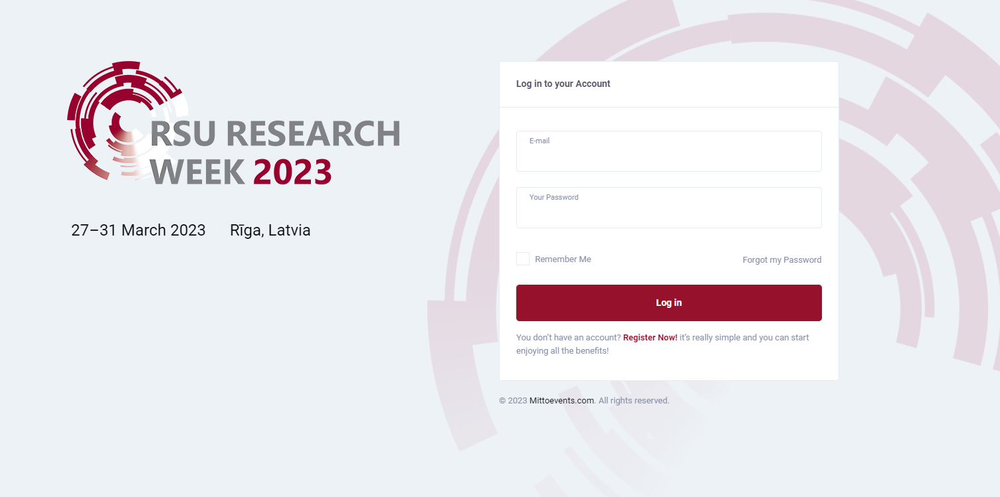 RSU RESEARCH
WEEK 2023
27–31 March 2023 Rīga, Latvia
Log in to your Account
E-mail
Your Password
Remember Me
Forgot my Password
Log in
You don't have an account? Register Now! it's really simple and you can start
enjoying all the benefits!
© 2023 Mittoevents.com. All rights reserved.